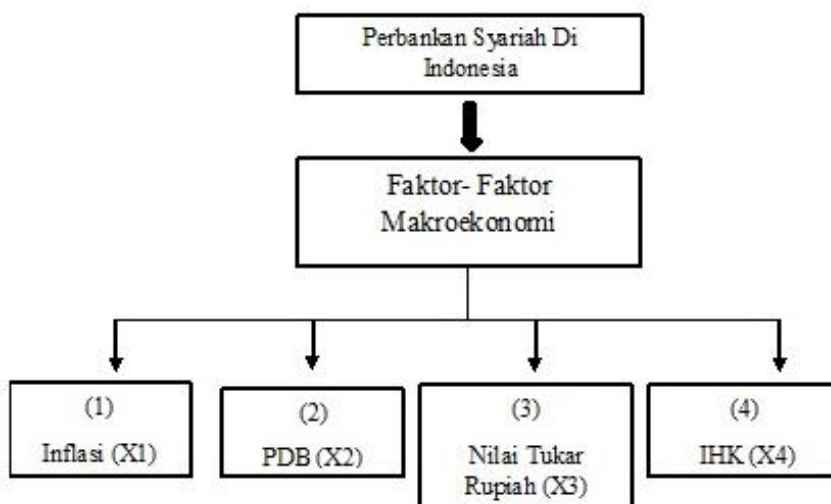 Perbankan Syariah Di
Indonesia
Faktor- Faktor
Makroekonomi
(1)
Inflasi (X1)
(2)
PDB (X2)
(3)
Nilai Tukar
Rupiah (X3)
(4)
IHK (X4)